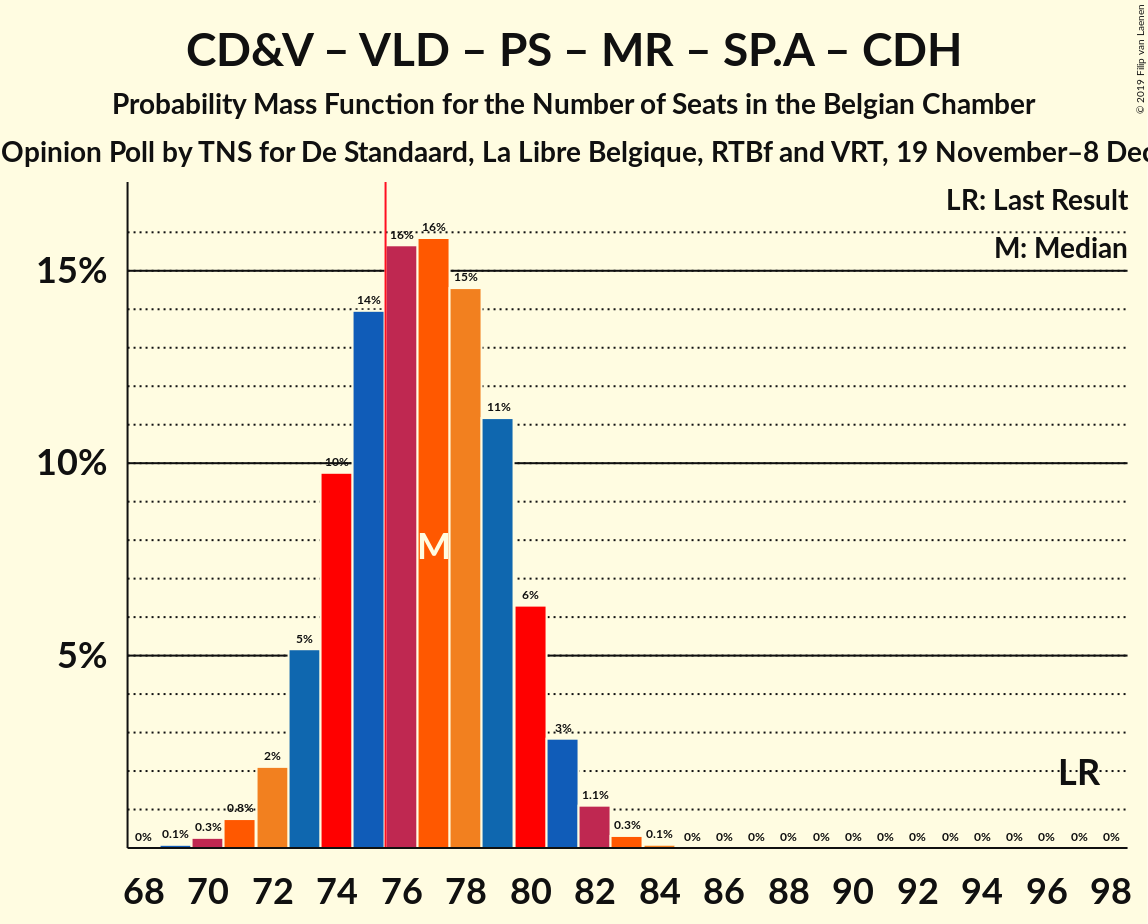 CD&V – VLD – PS – MR – SP.A – CDH
Probability Mass Function for the Number of Seats in the Belgian Chamber
Opinion Poll by TNS for De Standaard, La Libre Belgique, RTBf and VRT, 19 November–8
© 2019 Filip van Laenen
LR: Last Result
M: Median
15%
10%
5%
0% 0.1% 0.3% 0.8% 2% 5% 10% 14% 16% 16% 15% 11% 6% 3% 1.1% 0.3% 0.1% 0% 0% 0% 0% 0% 0% 0% 0% 0% 0% 0% 0% 0% 0%
M
LR
68 70 72 74 76 78 80 82 84 86 88 90 92 94 96 98